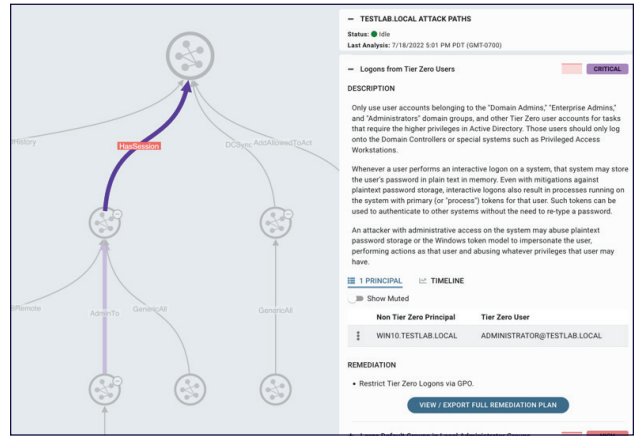 HasSession
DCSync
AddAllowedToAct
AdminTo
GenericAll
GenericAll
TESTLAB.LOCAL ATTACK PATHS
Status: Idle
Last Analysis: 7/18/2022 5:01 PM PDT (GMT-0700)
Logons from Tier Zero Users
CRITICAL
DESCRIPTION
Only use user accounts belonging to the "Domain Admins," "Enterprise Admins,"
and "Administrators" domain groups, and other Tier Zero user accounts for tasks
that require the higher privileges in Active Directory. Those users should only log
onto the Domain Controllers or special systems such as Privileged Access
Workstations.
Whenever a user performs an interactive logon on a system, that system may store
the user's password in plain text in memory. Even with mitigations against
plaintext password storage, interactive logons also result in processes running on
the system with primary (or "process") tokens for that user. Such tokens can be
used to authenticate to other systems without the need to re-type a password.
An attacker with administrative access on the system may abuse plaintext
password storage or the Windows token model to impersonate the user,
performing actions as that user and abusing whatever privileges that user may
have.
1 PRINCIPAL TIMELINE
Show Muted
Non Tier Zero Principal Tier Zero User
WIN10.TESTLAB.LOCAL ADMINISTRATOR@TESTLAB.LOCAL
REMEDIATION
• Restrict Tier Zero Logons via GPO.
VIEW / EXPORT FULL REMEDIATION PLAN